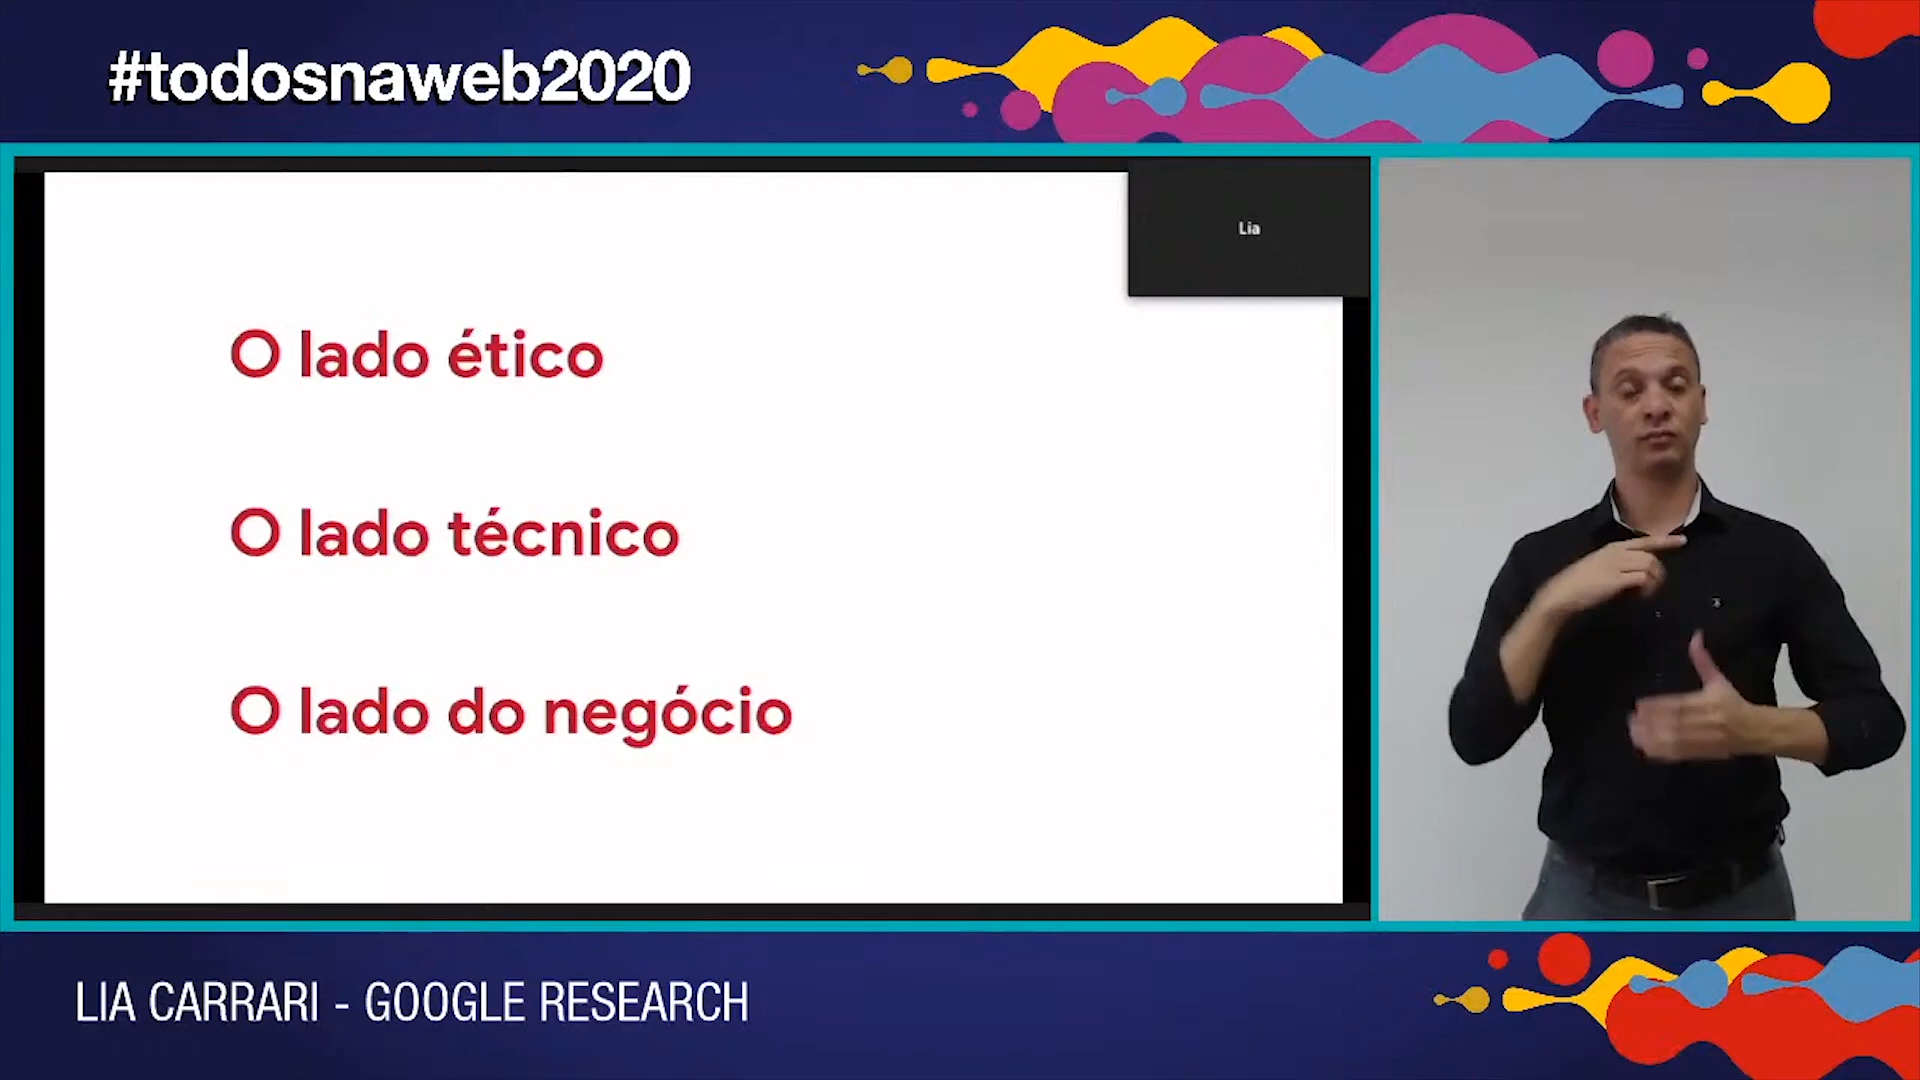 #todosnaweb2020
Lia
O lado ético
O lado técnico
O lado do negócio
LIA CARRARI - GOOGLE RESEARCH